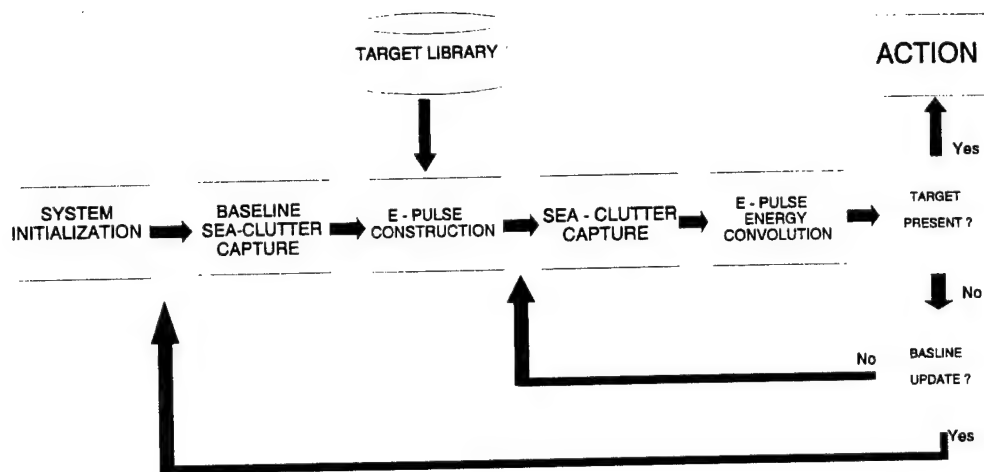 TARGET LIBRARY
ACTION
Yes
SYSTEM
INITIALIZATION
BASELINE
SEA-CLUTTER
CAPTURE
E - PULSE
CONSTRUCTION
SEA - CLUTTER
CAPTURE
E - PULSE
ENERGY
CONVOLUTION
TARGET
PRESENT ?
No
No
BASLINE
UPDATE ?
Yes